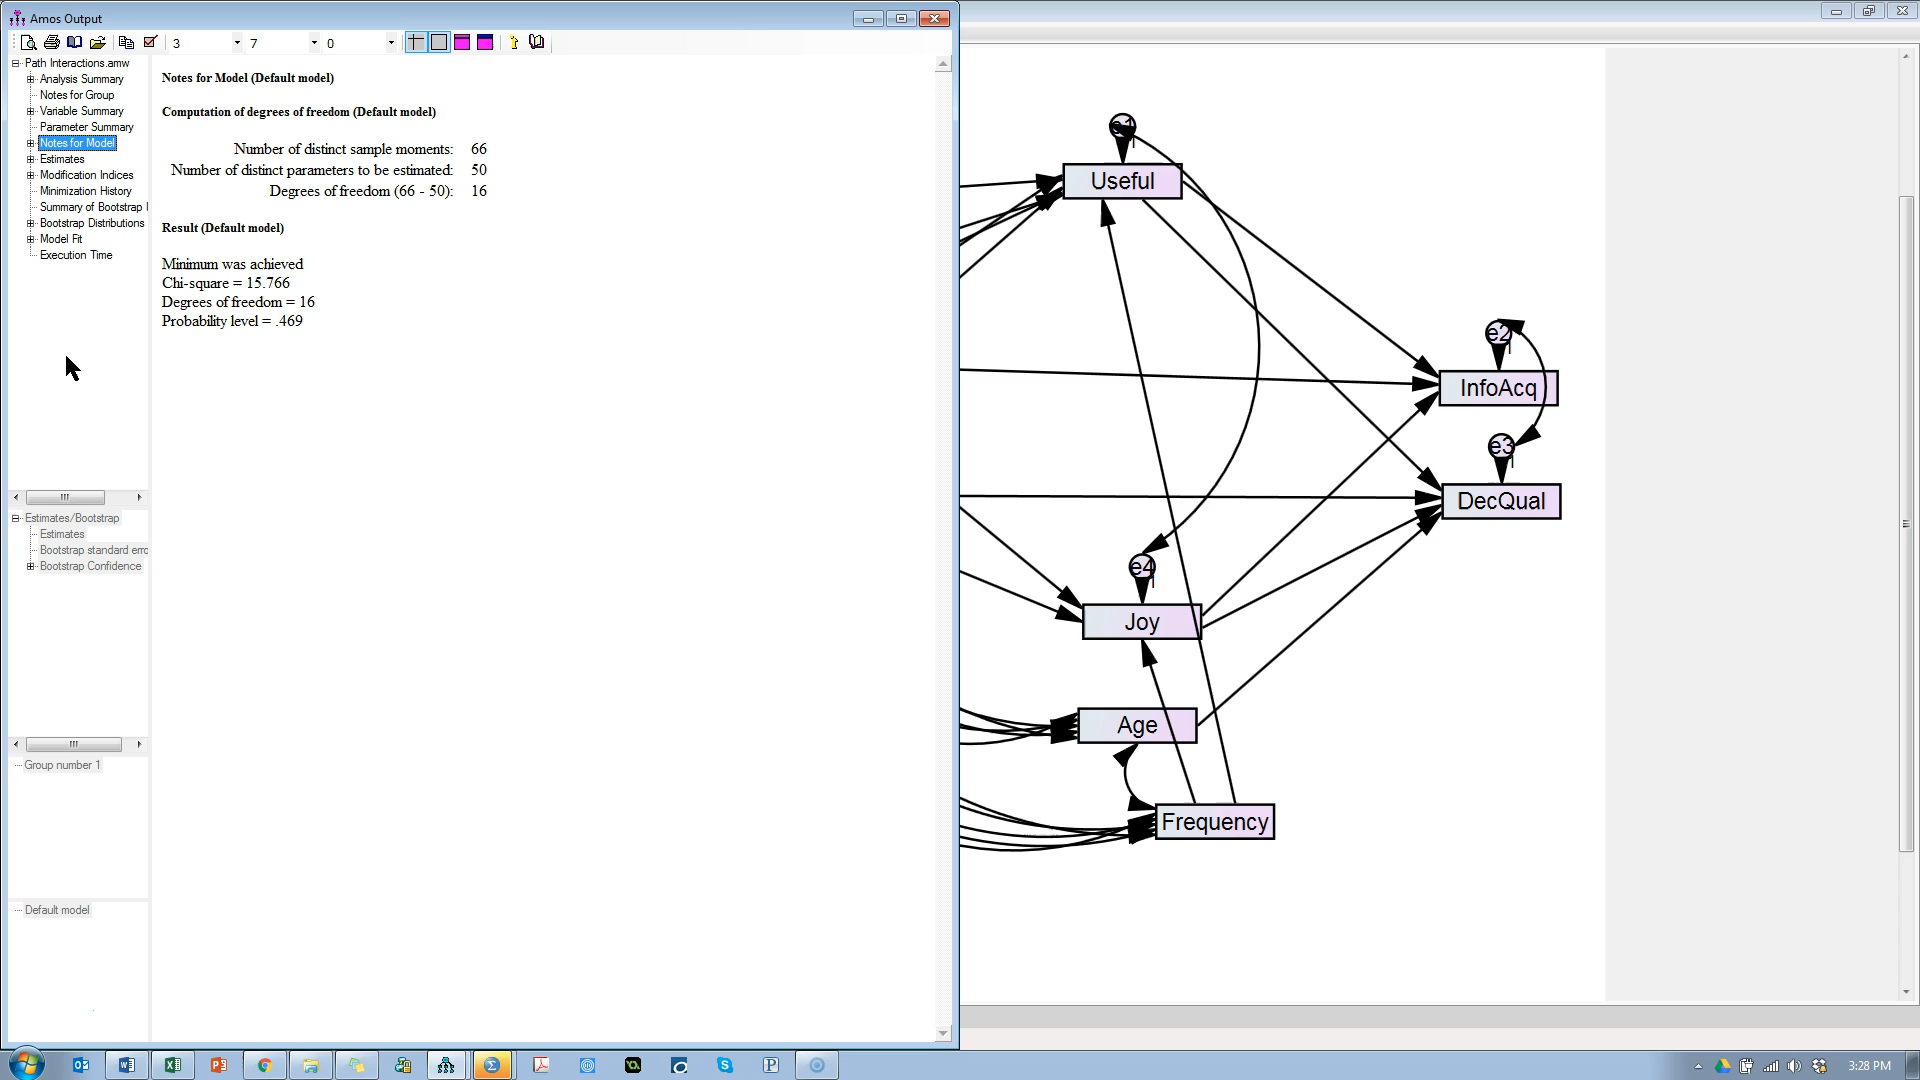 Amos Output
3 7 0
Path Interactions.amw
Analysis Summary
Notes for Group
Variable Summary
Parameter Summary
Notes for Model
Estimates
Modification Indices
Minimization History
Summary of Bootstrap
Bootstrap Distributions
Model Fit
Execution Time
Estimates/Bootstrap
Estimates
Bootstrap standard erro
Bootstrap Confidence
Group number 1
Default model
Notes for Model (Default model)
Computation of degrees of freedom (Default model)
Number of distinct sample moments: 66
Number of distinct parameters to be estimated: 50
Degrees of freedom (66 - 50): 16
Result (Default model)
Minimum was achieved
Chi-square = 15.766
Degrees of freedom = 16
Probability level = .469
e1
1
Useful
e2
1
InfoAcq
e3
1
DecQual
e4
1
Joy
Age
Frequency
3:28 PM